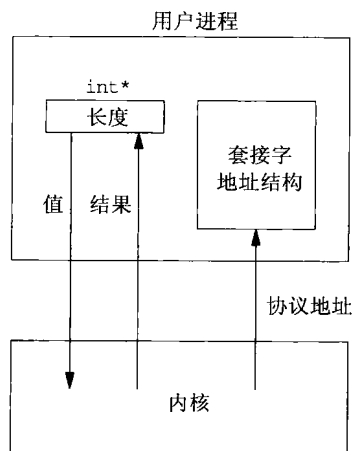 用户进程
int*
长度
套接字
地址结构
值
结果
协议地址
内核